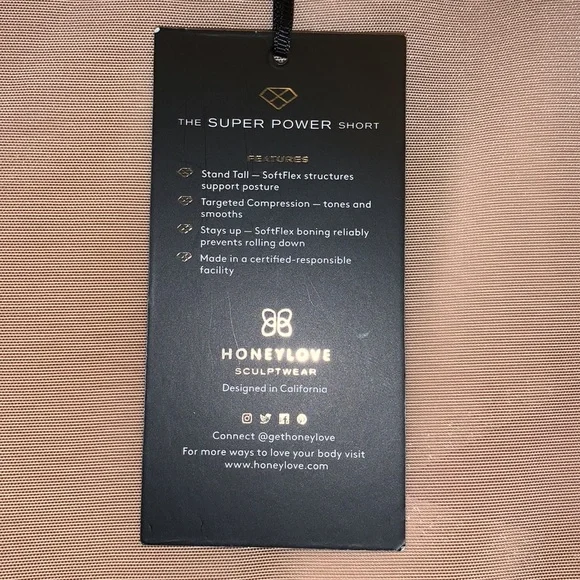 THE SUPER POWER SHORT
FEATURES
Stand Tall — SoftFlex structures
support posture
Targeted Compression — tones and
smooths
Stays up — SoftFlex boning reliably
prevents rolling down
Made in a certified-responsible
facility
HONEYLOVE
SCULPTWEAR
Designed in California
Connect @gethoneylove
For more ways to love your body visit
www.honeylove.com